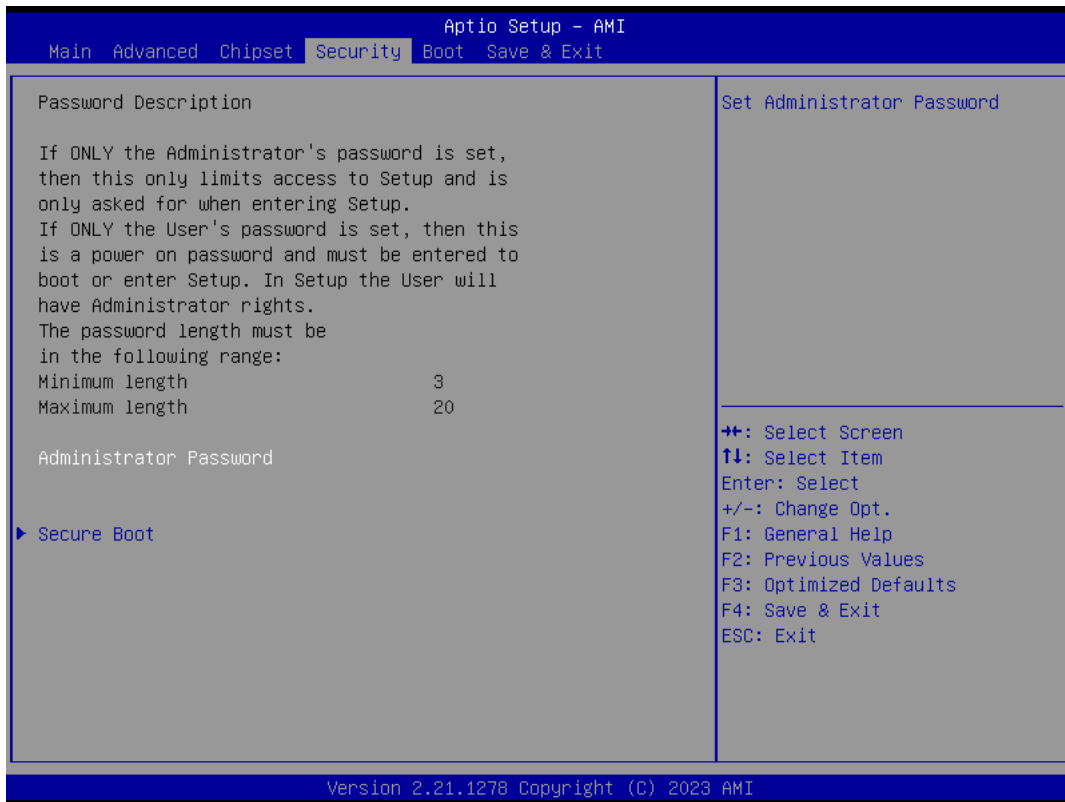 Aptio Setup – AMI
Main Advanced Chipset Security Boot Save & Exit
Password Description
If ONLY the Administrator's password is set,
then this only limits access to Setup and is
only asked for when entering Setup.
If ONLY the User's password is set, then this
is a power on password and must be entered to
boot or enter Setup. In Setup the User will
have Administrator rights.
The password length must be
in the following range:
Minimum length 3
Maximum length 20
Administrator Password
Secure Boot
Set Administrator Password
→←: Select Screen
↑↓: Select Item
Enter: Select
+/-: Change Opt.
F1: General Help
F2: Previous Values
F3: Optimized Defaults
F4: Save & Exit
ESC: Exit
Version 2.21.1278 Copyright (C) 2023 AMI